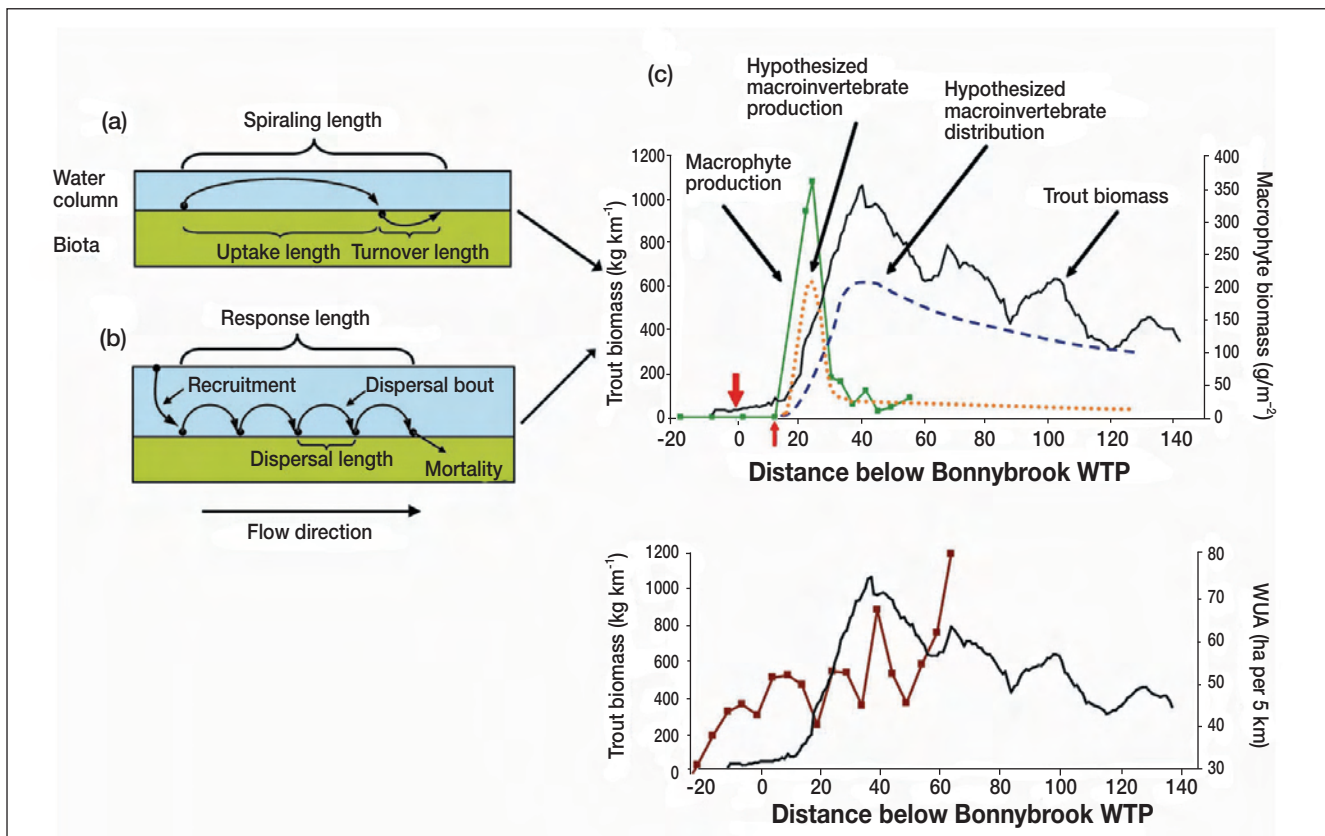 (a)
Spiraling length
Water
column
Biota
Uptake length
Turnover length
(b)
Response length
Recruitment
Dispersal bout
Dispersal length
Mortality
Flow direction
(c)
Hypothesized
macroinvertebrate
production
Hypothesized
macroinvertebrate
distribution
Macrophyte
production
Trout biomass
Trout biomass (kg km-1)
1200
1000
800
600
400
200
0
Macrophyte biomass (g/m–2)
400
350
300
250
200
150
100
50
0
-20 0 20 40 60 80 100 120 140
Distance below Bonnybrook WTP
Trout biomass (kg km-1)
1200
1000
800
600
400
200
0
WUA (ha per 5 km)
80
70
60
50
40
30
-20 0 20 40 60 80 100 120 140
Distance below Bonnybrook WTP